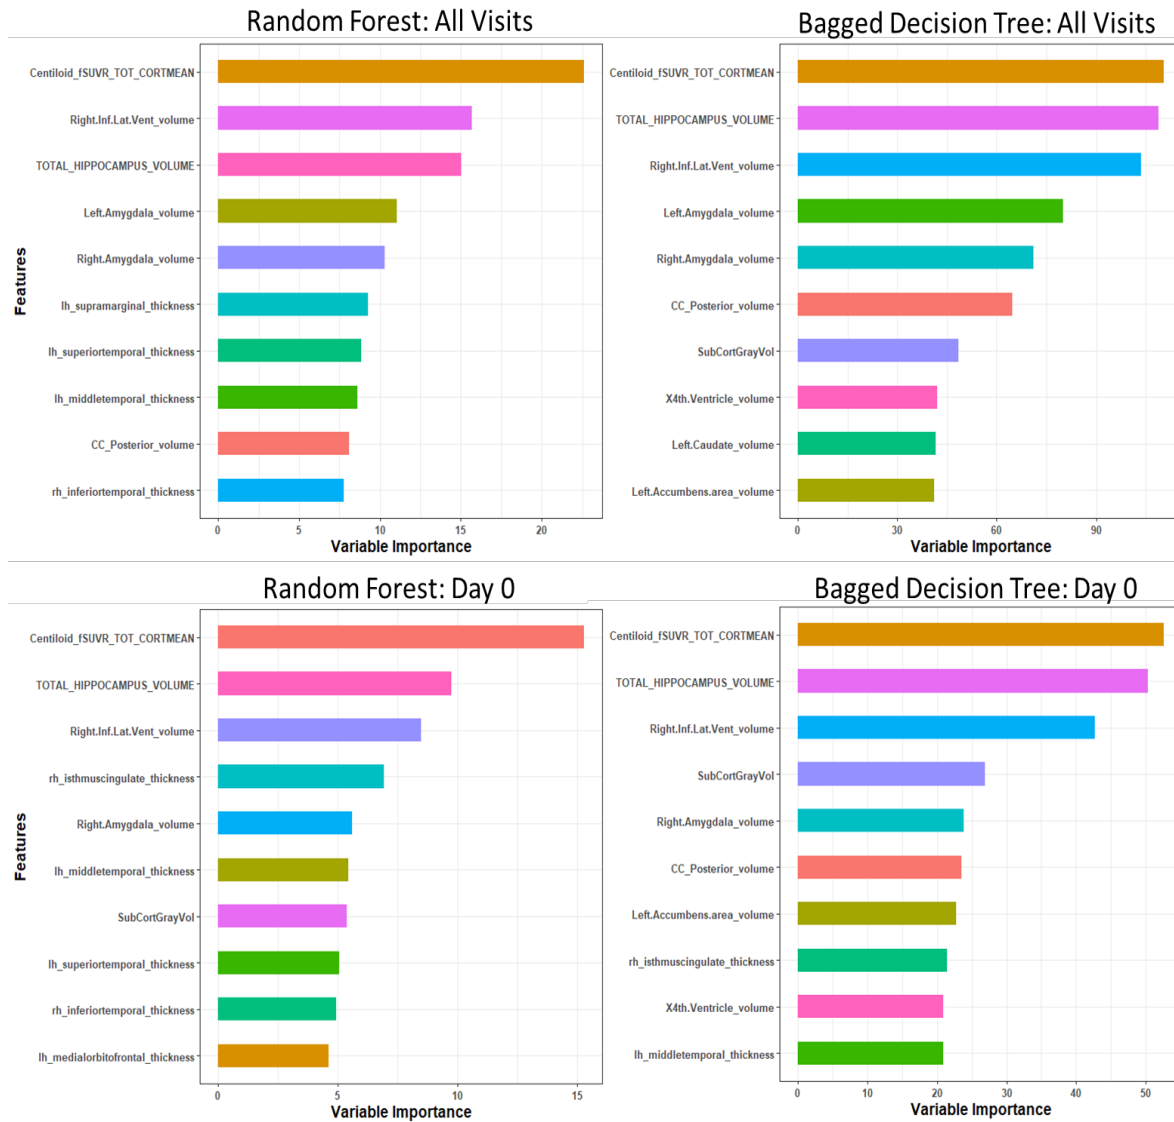 Random Forest: All Visits
Centiloid_fSUVR_TOT_CORTMEAN
Right.Inf.Lat.Vent_volume
TOTAL_HIPPOCAMPUS_VOLUME
Left.Amygdala_volume
Right.Amygdala_volume
lh_supramarginal_thickness
lh_superiortemporal_thickness
lh_middletemporal_thickness
CC_Posterior_volume
rh_inferiortemporal_thickness
Features
0 5 10 15 20
Variable Importance
Bagged Decision Tree: All Visits
Centiloid_fSUVR_TOT_CORTMEAN
TOTAL_HIPPOCAMPUS_VOLUME
Right.Inf.Lat.Vent_volume
Left.Amygdala_volume
Right.Amygdala_volume
CC_Posterior_volume
SubCortGrayVol
X4th.Ventricle_volume
Left.Caudate_volume
Left.Accumbens.area_volume
0 30 60 90
Variable Importance
Random Forest: Day 0
Centiloid_fSUVR_TOT_CORTMEAN
TOTAL_HIPPOCAMPUS_VOLUME
Right.Inf.Lat.Vent_volume
rh_isthmuscingulate_thickness
Right.Amygdala_volume
lh_middletemporal_thickness
SubCortGrayVol
lh_superiortemporal_thickness
rh_inferiortemporal_thickness
lh_medialorbitofrontal_thickness
Features
0 5 10 15
Variable Importance
Bagged Decision Tree: Day 0
Centiloid_fSUVR_TOT_CORTMEAN
TOTAL_HIPPOCAMPUS_VOLUME
Right.Inf.Lat.Vent_volume
SubCortGrayVol
Right.Amygdala_volume
CC_Posterior_volume
Left.Accumbens.area_volume
rh_isthmuscingulate_thickness
X4th.Ventricle_volume
lh_middletemporal_thickness
0 10 20 30 40 50
Variable Importance